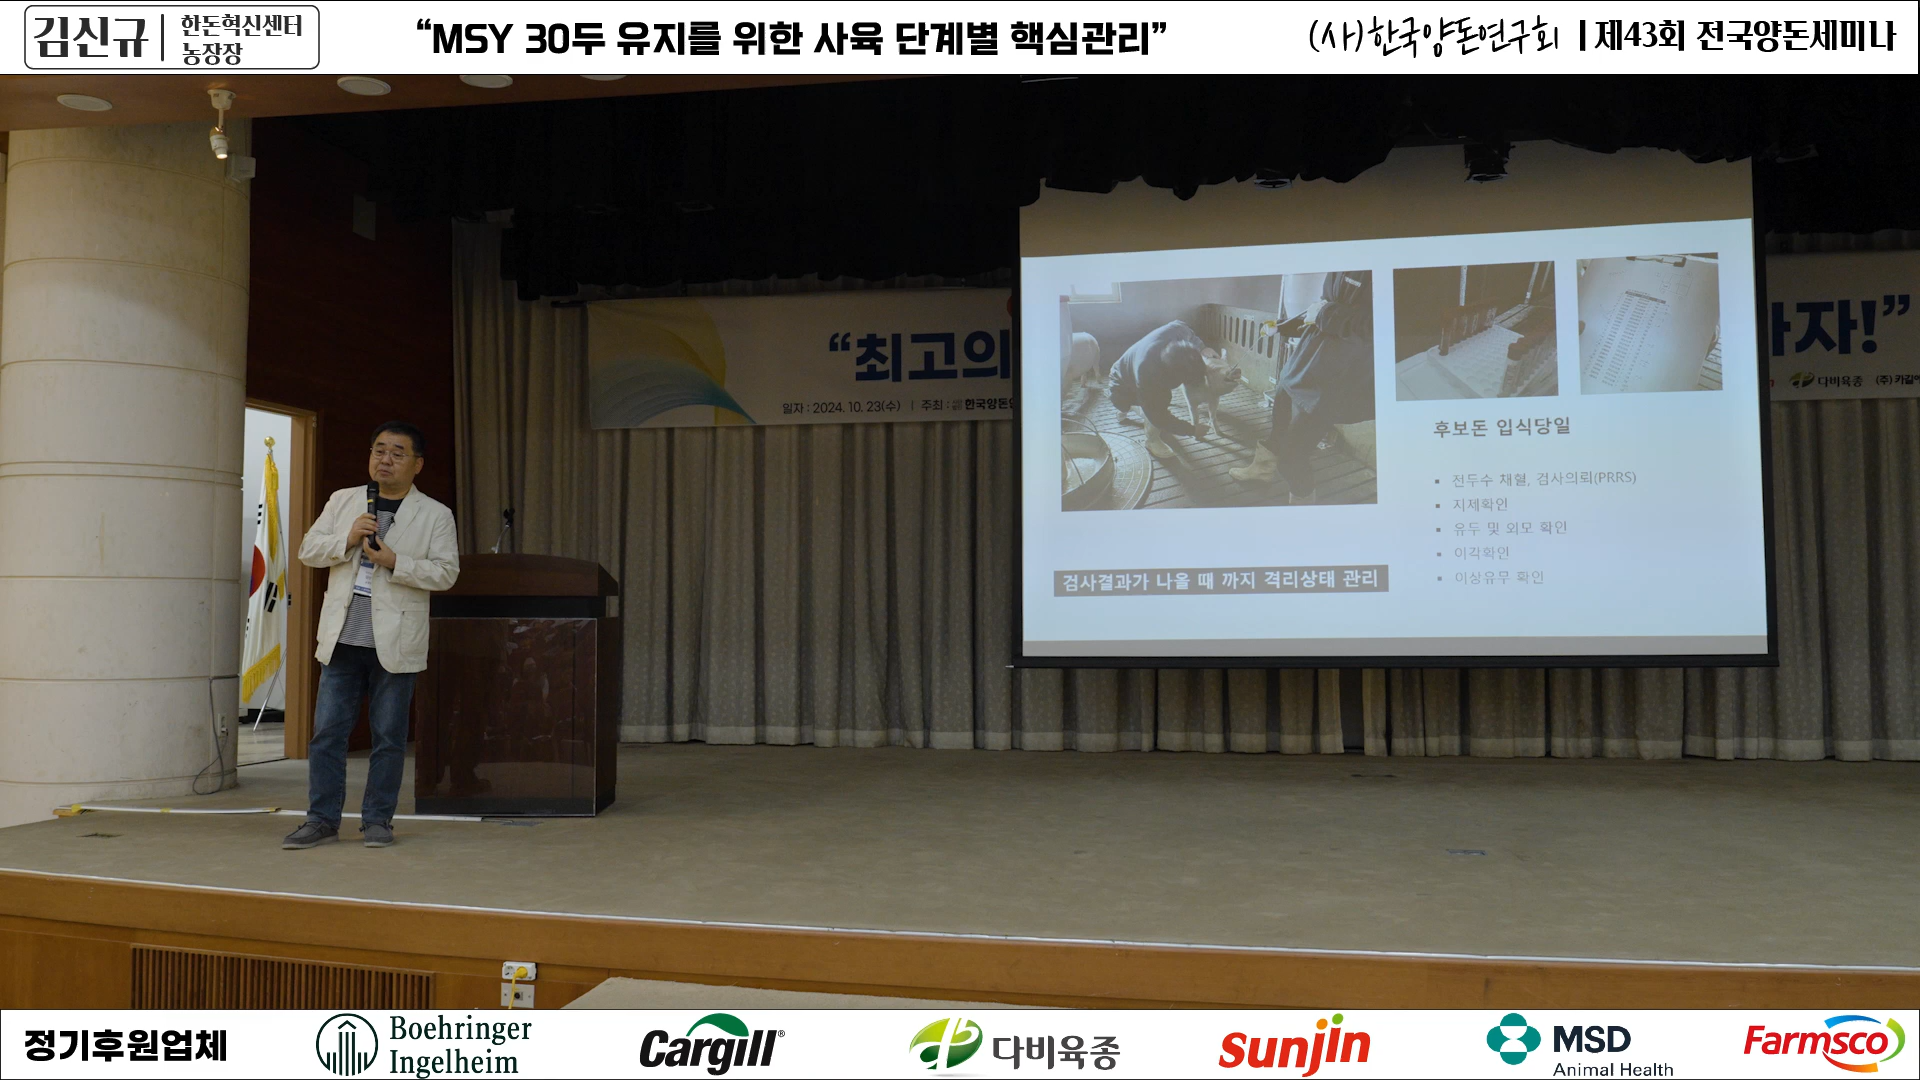 김신규
한돈혁신센터
농장장
“MSY 30두 유지를 위한 사육 단계별 핵심관리”
(사)한국양돈연구회 | 제43회 전국양돈세미나
“최고의
자!”
일자 : 2024. 10. 23(수) | 주최 :
다비육종 (주)
후보돈 입식당일
▪ 전두수 채혈, 검사의뢰(PRRS)
▪ 지제확인
▪ 유두 및 외모 확인
▪ 이각확인
▪ 이상유무 확인
검사결과가 나올 때 까지 격리상태 관리
정기후원업체
Boehringer
Ingelheim
Cargill®
다비육종
Sunjin
MSD
Animal Health
Farmsco